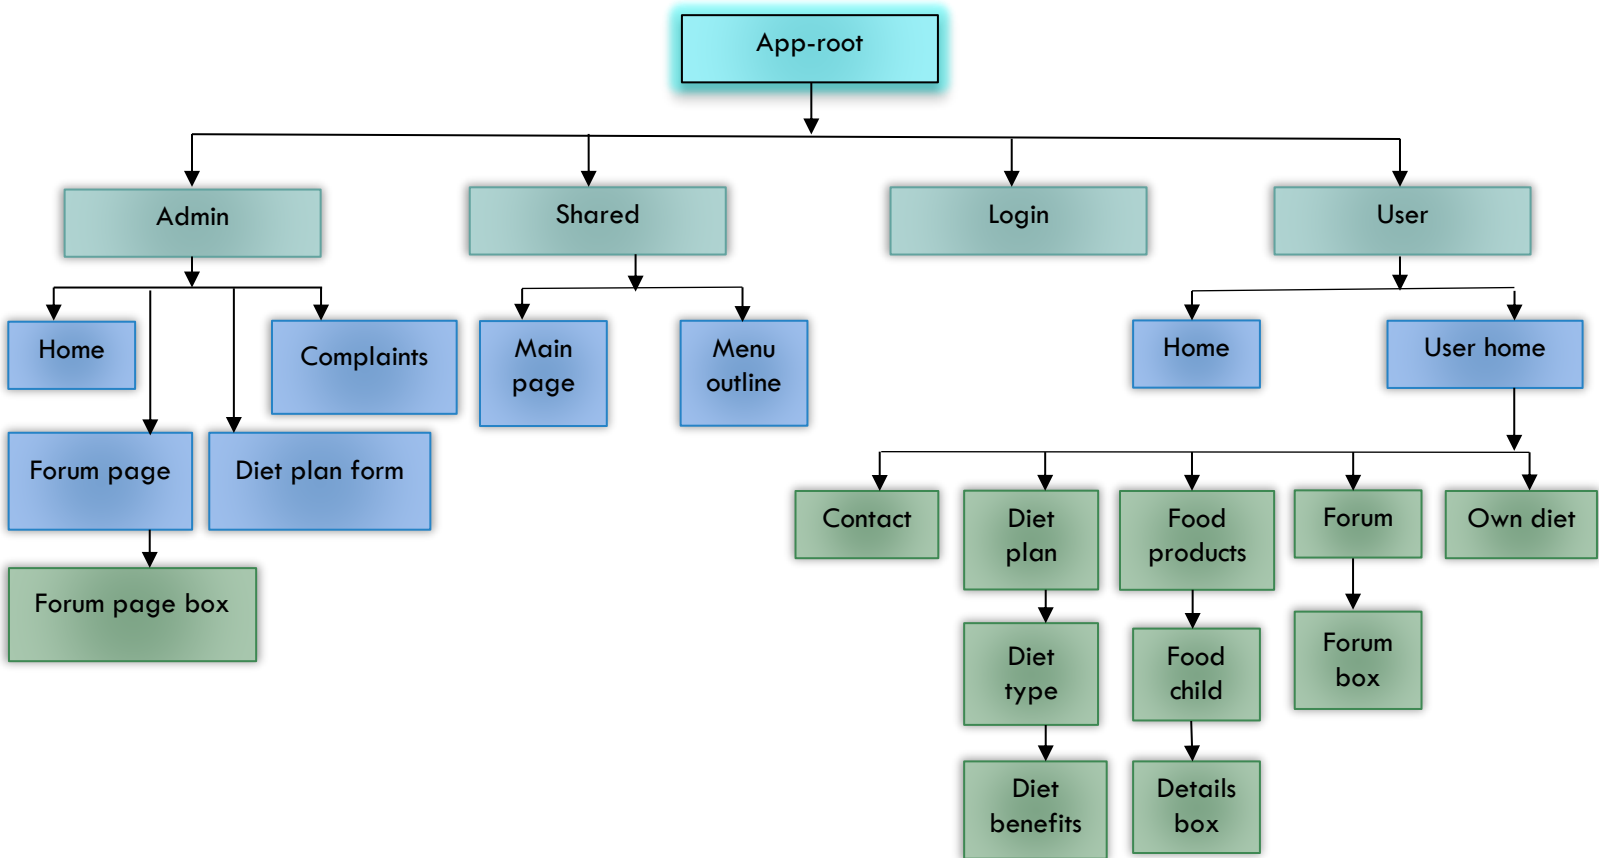 App-root
Admin
Shared
Login
User
Home
Complaints
Main
page
Menu
outline
Home
User home
Forum page
Diet plan form
Contact
Diet
plan
Food
products
Forum
Own diet
Forum page box
Diet
type
Food
child
Forum
box
Diet
benefits
Details
box